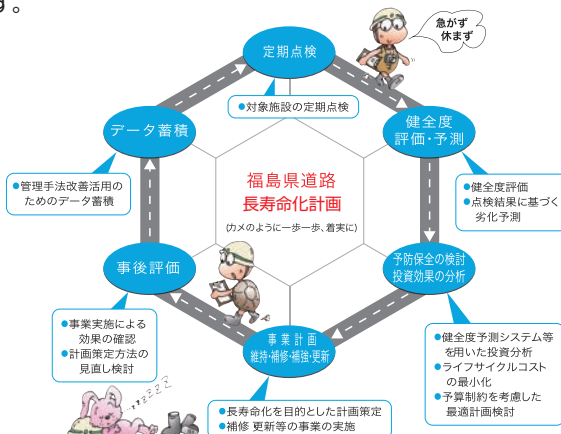 す。
急がず
休まず
定期点検
●対象施設の定期点検
データ蓄積
健全度
評価・予測
●管理手法改善活用の
ためのデータ蓄積
福島県道路
長寿命化計画
(カメのように一歩一歩、着実に)
●健全度評価
●点検結果に基づく
劣化予測
事後評価
予防保全の検討
投資効果の分析
●事業実施による
効果の確認
●計画策定方法の
見直し検討
事業計画
維持・補修・補強・更新
●健全度予測システム等
を用いた投資分析
●ライフサイクルコスト
の最小化
●予算制約を考慮した
最適計画検討
zzzzz
●長寿命化を目的とした計画策定
●補修 更新等の事業の実施